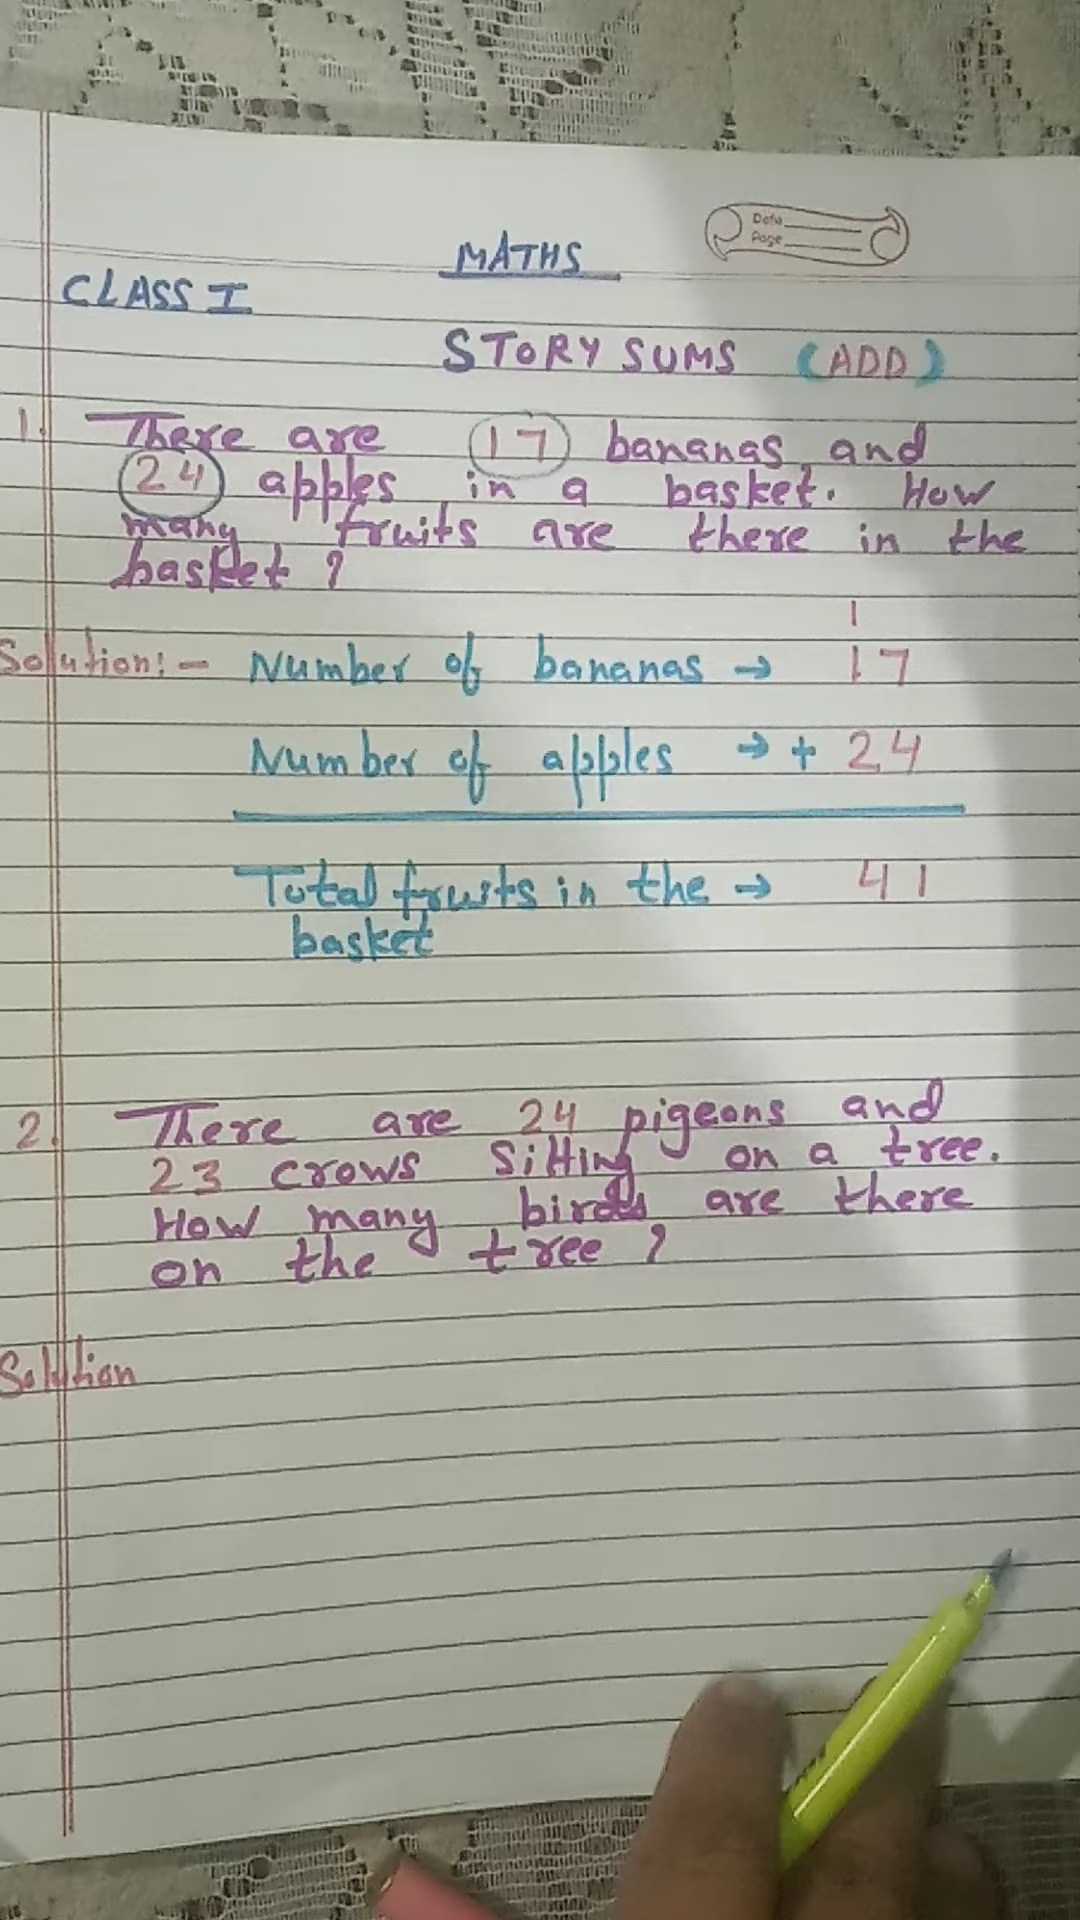 Date
Page
MATHS
CLASS I
STORY SUMS (ADD)
1. There are 17 bananas and
24 apples in a basket. How
many fruits are there in the
basket ?
1
Solution:- Number of bananas → 17
Number of apples → + 24
Total fruits in the → 41
basket
2. There are 24 pigeons and
23 crows sitting on a tree.
How many birds are there
on the tree ?
Solution